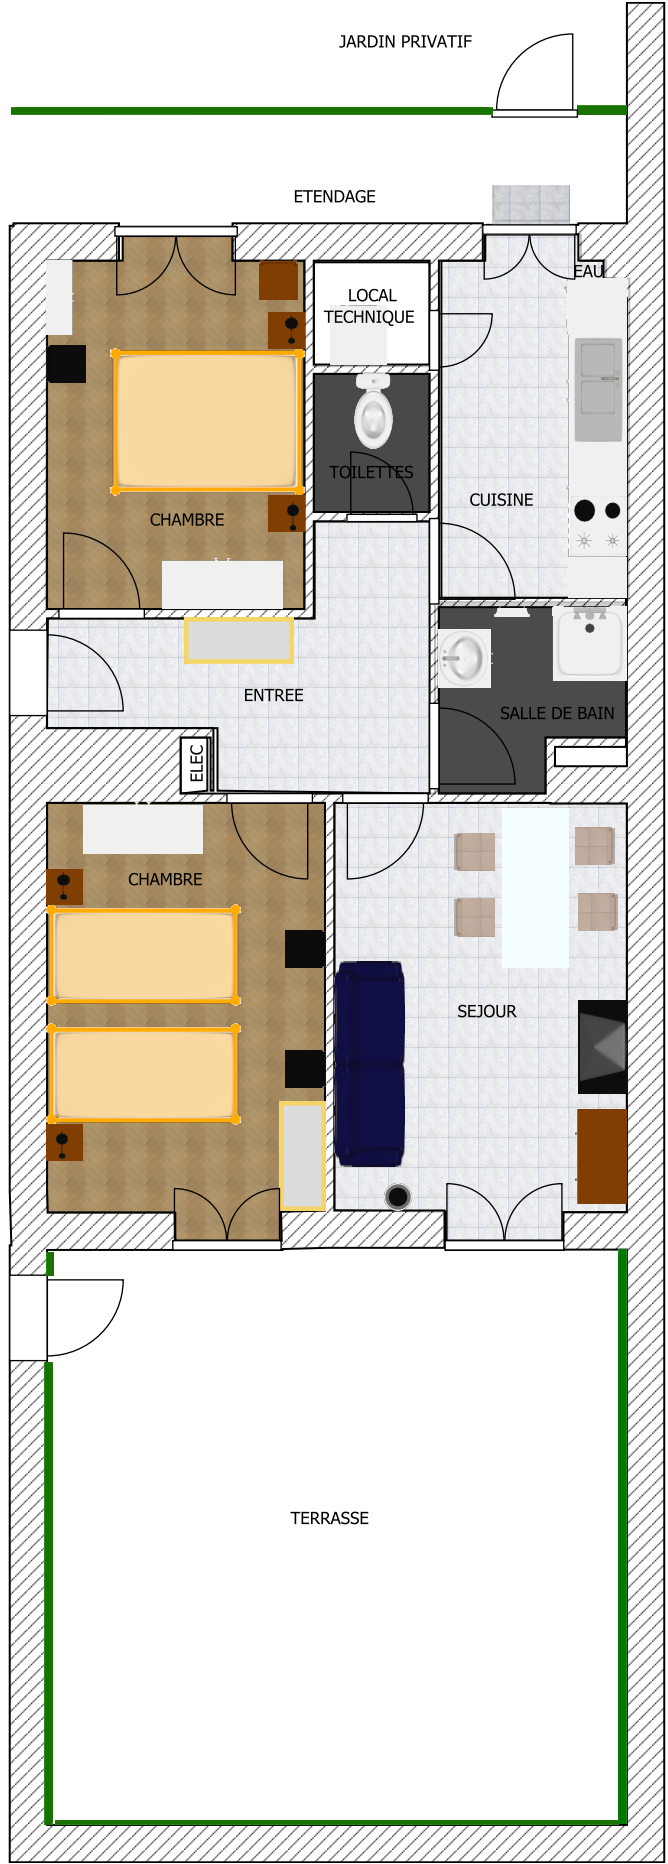 JARDIN PRIVATIF
ETENDAGE
EAU
LOCAL
TECHNIQUE
TOILETTES
CUISINE
CHAMBRE
ENTREE
SALLE DE BAIN
ELEC
CHAMBRE
SEJOUR
TERRASSE